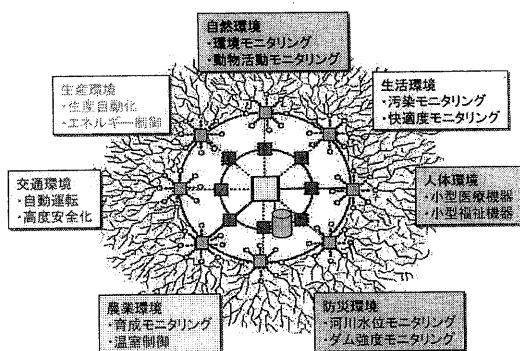 自然環境
・環境モニタリング
・動物活動モニタリング
生産環境
・生産自動化
・エネルギー制御
生活環境
・汚染モニタリング
・快適度モニタリング
交通環境
・自動運転
・高度安全化
人体環境
・小型医療機器
・小型福祉機器
農業環境
・育成モニタリング
・温室制御
防災環境
・河川水位モニタリング
・ダム強度モニタリング